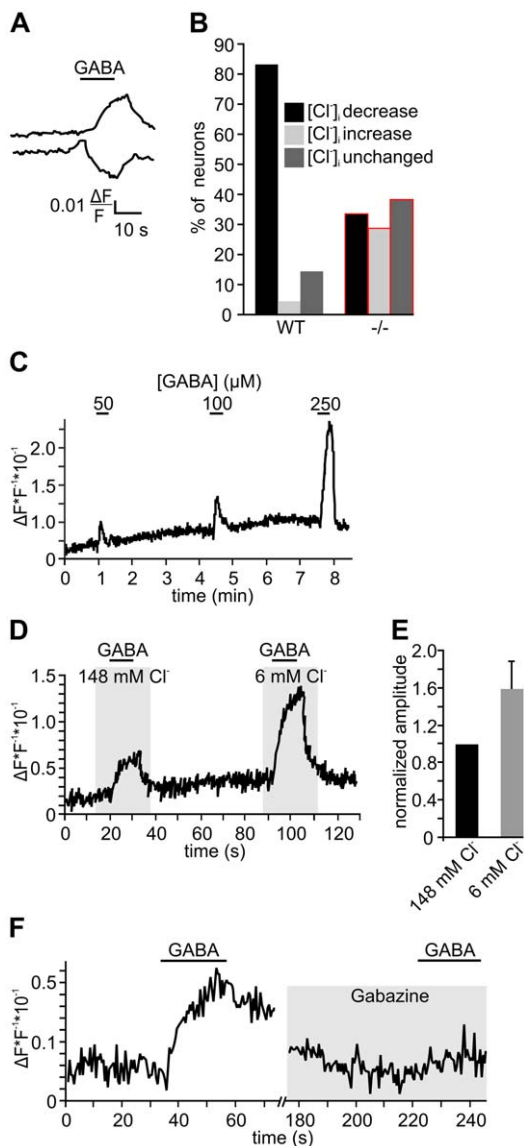 A
GABA
0.01 ΔF/F
10 s
B
% of neurons
90
80
70
60
50
40
30
20
10
0
[Cl⁻]ᵢ decrease
[Cl⁻]ᵢ increase
[Cl⁻]ᵢ unchanged
WT -/-
C
[GABA] (µM)
50 100 250
ΔF*F⁻¹*10⁻¹
2.0
1.5
1.0
0
0 1 2 3 4 5 6 7 8
time (min)
D
GABA GABA
148 mM Cl⁻ 6 mM Cl⁻
ΔF*F⁻¹*10⁻¹
1.5
1.0
0.5
0
0 20 40 60 80 100 120
time (s)
E
normalized amplitude
2.0
1.6
1.2
0.8
0.4
0
148 mM Cl⁻
6 mM Cl⁻
F
GABA GABA
Gabazine
ΔF*F⁻¹*10⁻¹
0.5
0.1
0
0 20 40 60 180 200 220 240
time (s)